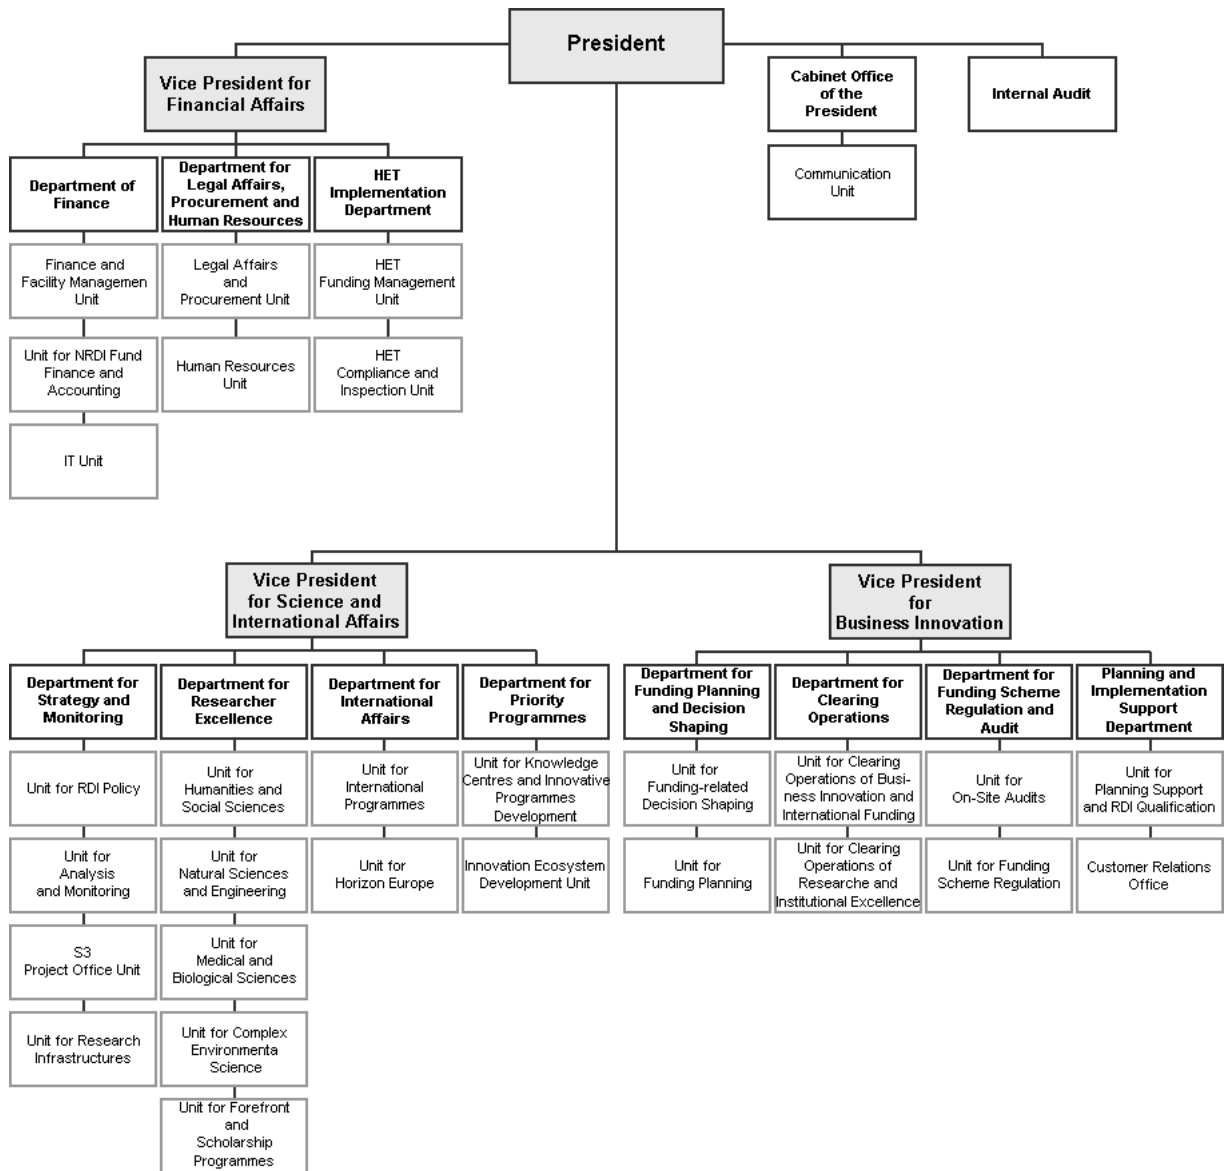 President
Vice President for
Financial Affairs
Cabinet Office
of the
President
Internal Audit
Communication
Unit
Department of
Finance
Department for
Legal Affairs,
Procurement and
Human Resources
HET
Implementation
Department
Finance and
Facility Managemen
Unit
Legal Affairs
and
Procurement Unit
HET
Funding Management
Unit
Unit for NRDI Fund
Finance and
Accounting
Human Resources
Unit
HET
Compliance and
Inspection Unit
IT Unit
Vice President
for Science and
International Affairs
Vice President
for
Business Innovation
Department for
Strategy and
Monitoring
Department for
Researcher
Excellence
Department for
International
Affairs
Department for
Priority
Programmes
Department for
Funding Planning
and Decision
Shaping
Department for
Clearing
Operations
Department for
Funding Scheme
Regulation and
Audit
Planning and
Implementation
Support
Department
Unit for RDI Policy
Unit for
Humanities and
Social Sciences
Unit for
International
Programmes
Unit for Knowledge
Centres and Innovative
Programmes
Development
Unit for
Funding-related
Decision Shaping
Unit for Clearing
Operations of Busi-
ness Innovation and
International Funding
Unit for
On-Site Audits
Unit for
Planning Support
and RDI Qualification
Unit for
Analysis
and Monitoring
Unit for
Natural Sciences
and Engineering
Unit for
Horizon Europe
Innovation Ecosystem
Development Unit
Unit for
Funding Planning
Unit for Clearing
Operations of
Researche and
Institutional Excellence
Unit for Funding
Scheme Regulation
Customer Relations
Office
S3
Project Office Unit
Unit for
Medical and
Biological Sciences
Unit for Research
Infrastructures
Unit for Complex
Environmenta
Science
Unit for Forefront
and
Scholarship
Programmes